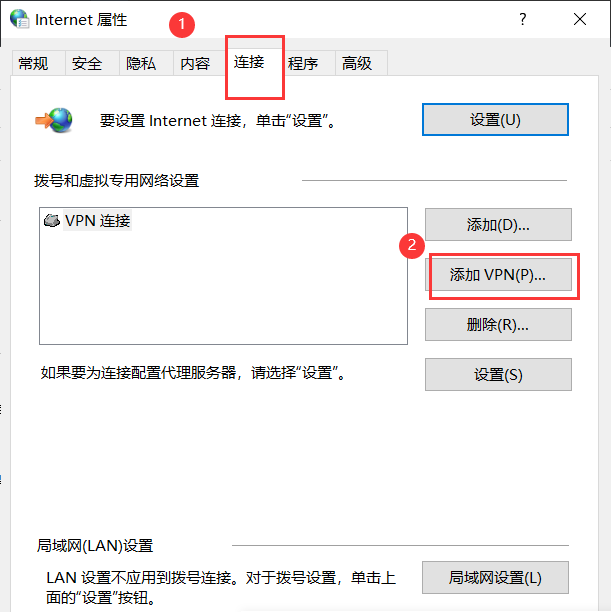 Internet 属性
1
常规 安全 隐私 内容 连接 程序 高级
要设置 Internet 连接，单击“设置”。
设置(U)
拨号和虚拟专用网络设置
VPN 连接
添加(D)...
2
添加 VPN(P)...
删除(R)...
如果要为连接配置代理服务器，请选择“设置”。
设置(S)
局域网(LAN)设置
LAN 设置不应用到拨号连接。对于拨号设置，单击上
面的“设置”按钮。
局域网设置(L)